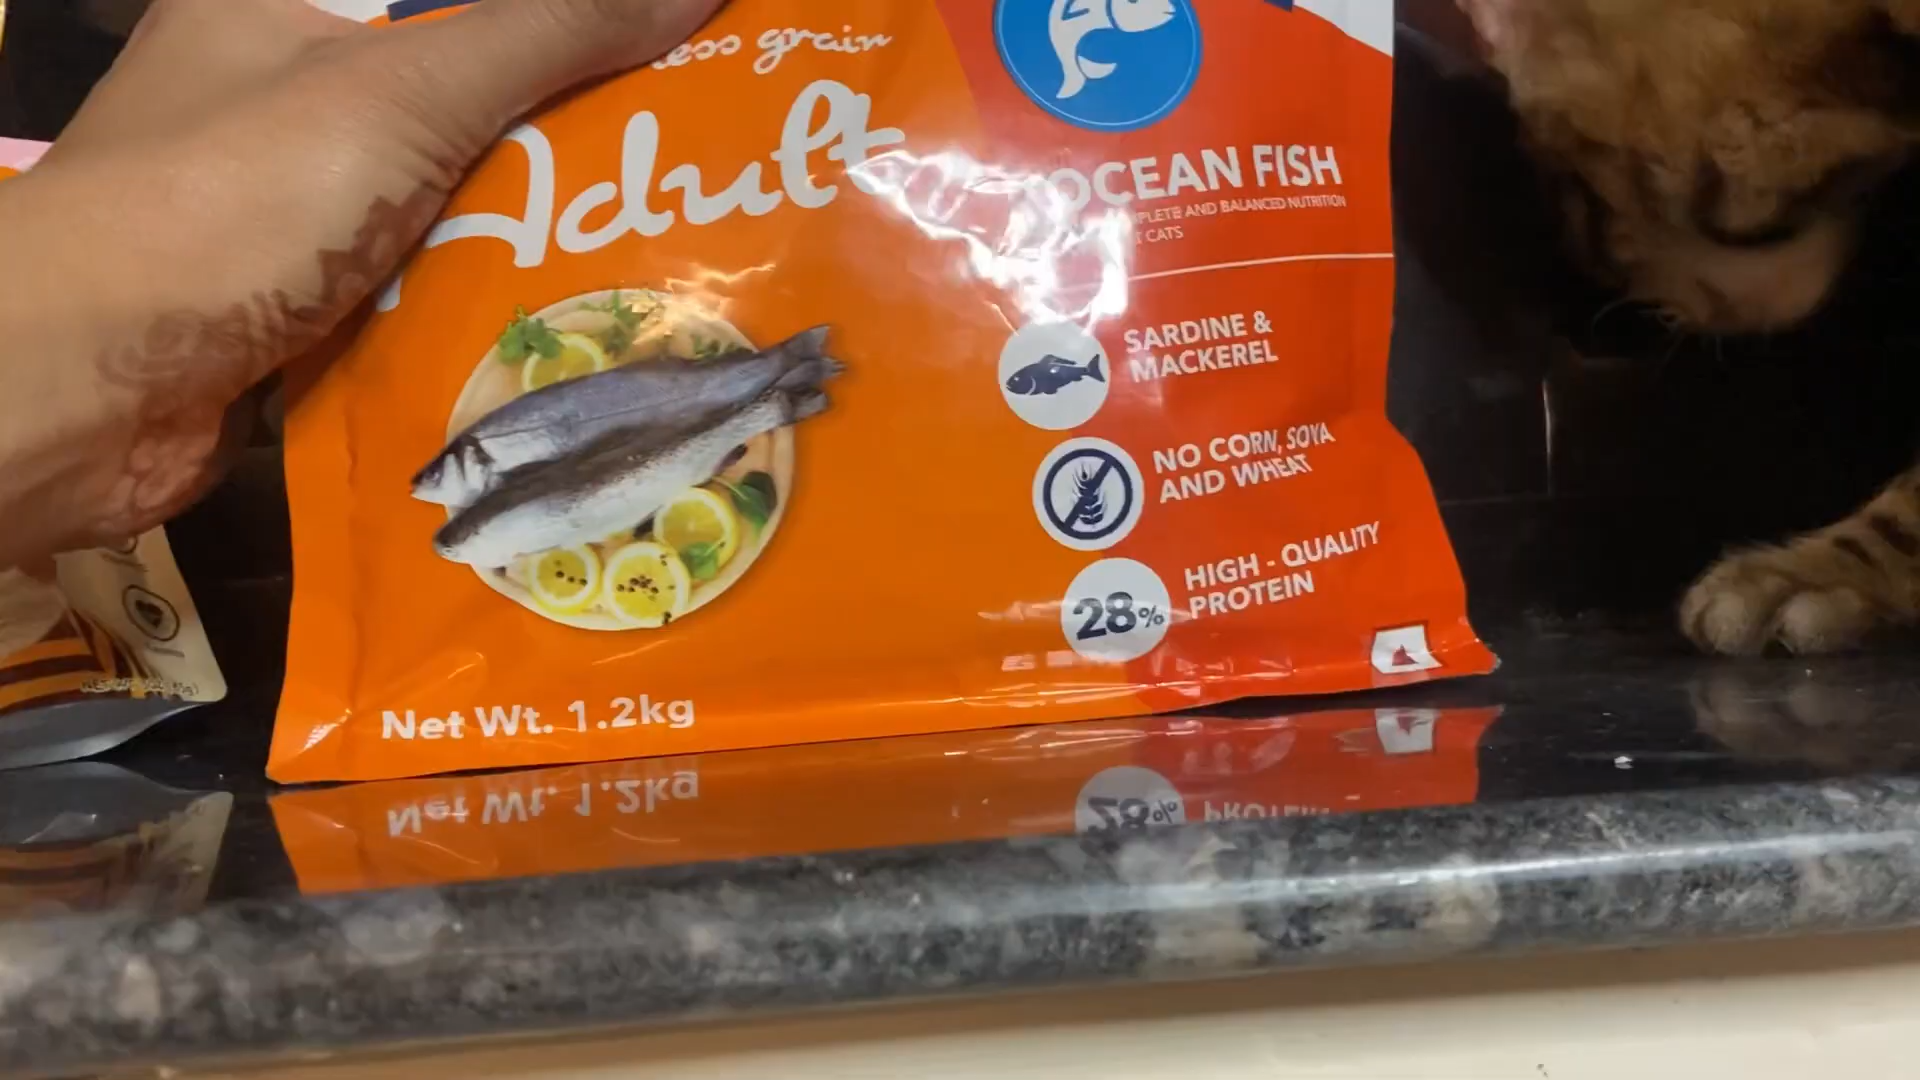 less grain
Adult
OCEAN FISH
AND BALANCED NUTRITION
CATS
SARDINE &
MACKEREL
NO CORN, SOYA
AND WHEAT
28%
HIGH - QUALITY
PROTEIN
Net Wt. 1.2kg